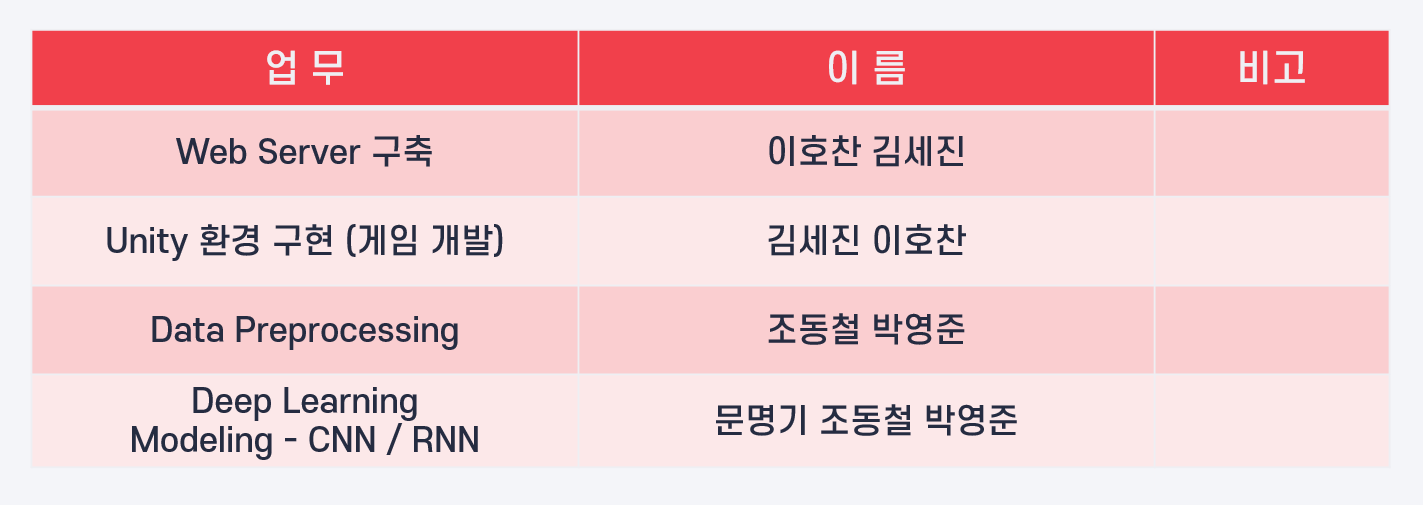 업 무 이 름 비고
Web Server 구축 이호찬 김세진
Unity 환경 구현 (게임 개발) 김세진 이호찬
Data Preprocessing 조동철 박영준
Deep Learning
Modeling - CNN / RNN 문명기 조동철 박영준